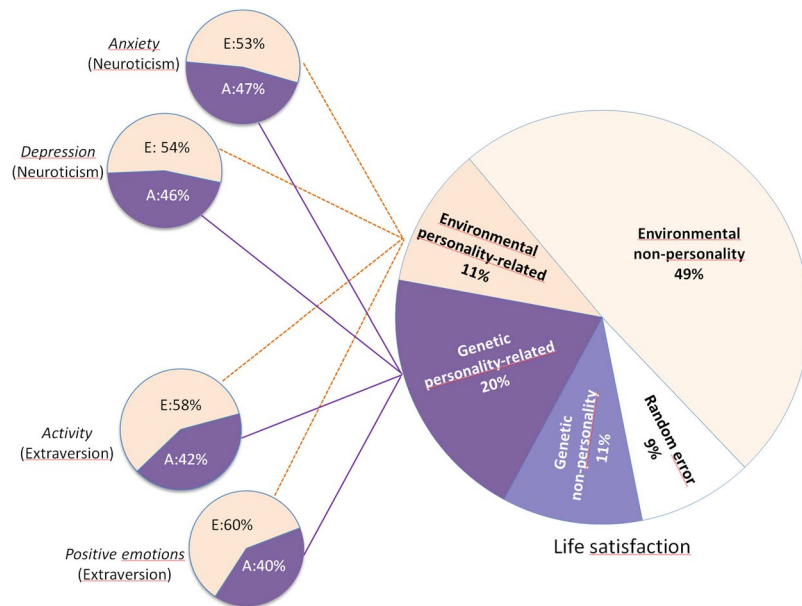 Anxiety
(Neuroticism)
E:53%
A:47%
Depression
(Neuroticism)
E: 54%
A:46%
Environmental
personality-related
11%
Environmental
non-personality
49%
Genetic
personality-related
20%
Genetic
non-personality
11%
Random error
9%
Activity
(Extraversion)
E:58%
A:42%
Positive emotions
(Extraversion)
E:60%
A:40%
Life satisfaction